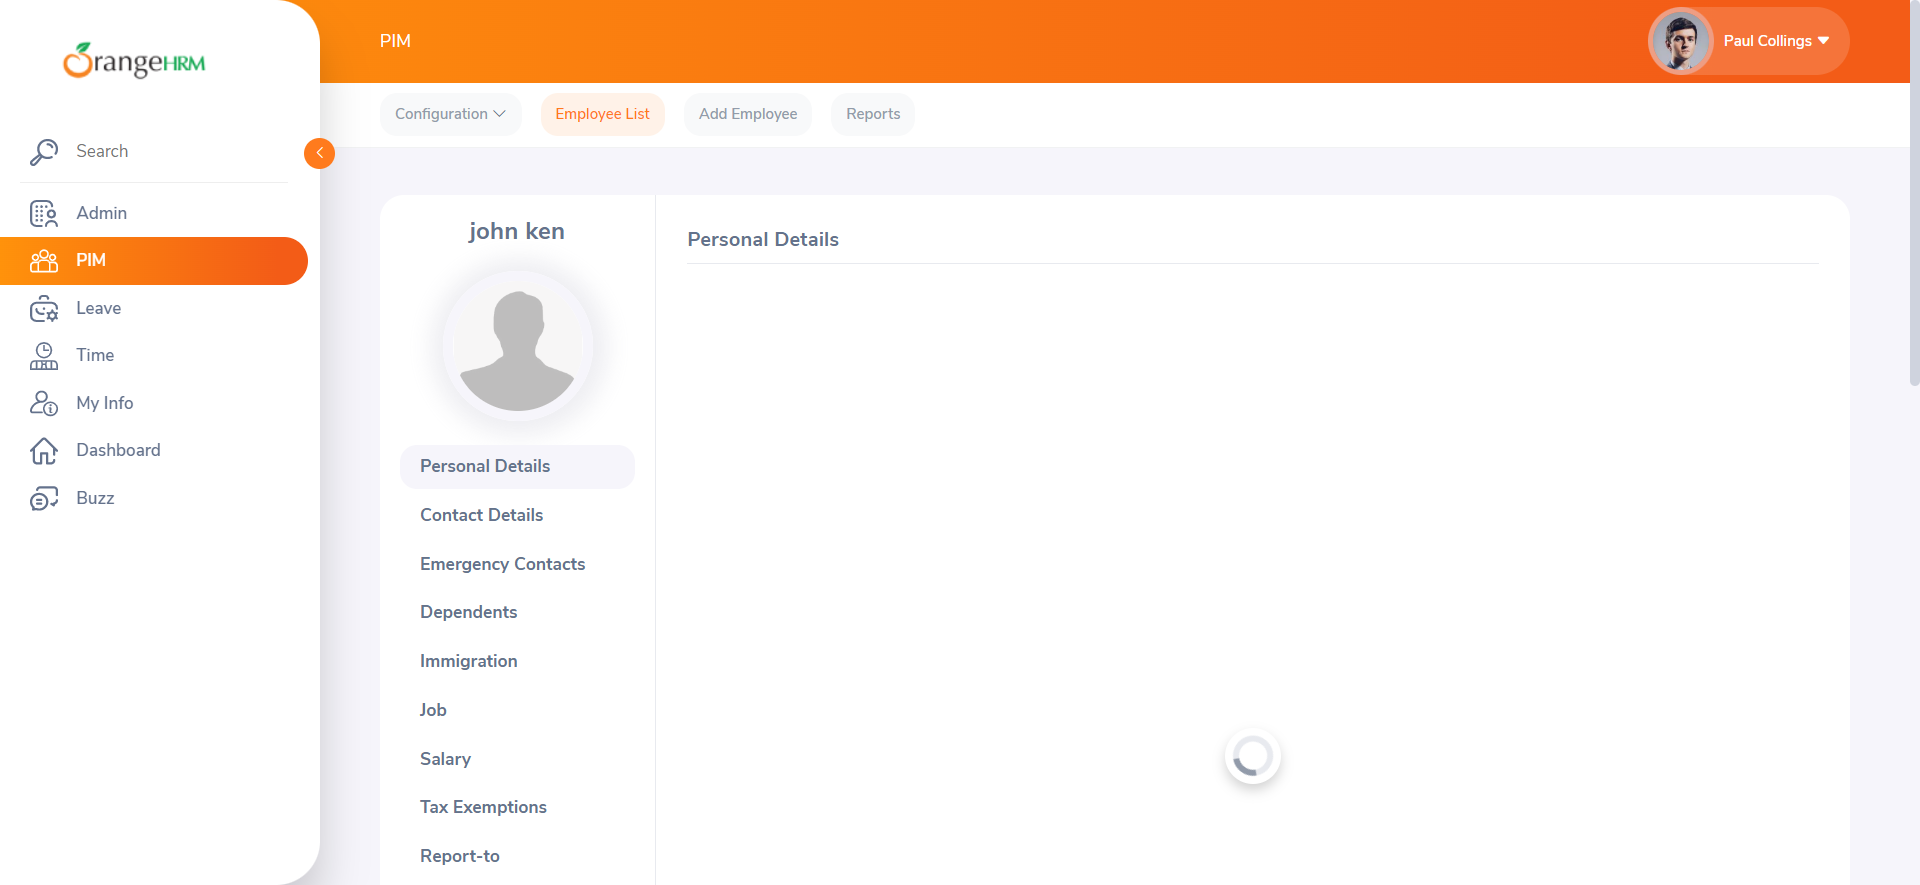 OrangeHRM
PIM
Paul Collings
Configuration
Employee List
Add Employee
Reports
Search
Admin
PIM
Leave
Time
My Info
Dashboard
Buzz
john ken
Personal Details
Contact Details
Emergency Contacts
Dependents
Immigration
Job
Salary
Tax Exemptions
Report-to
Personal Details